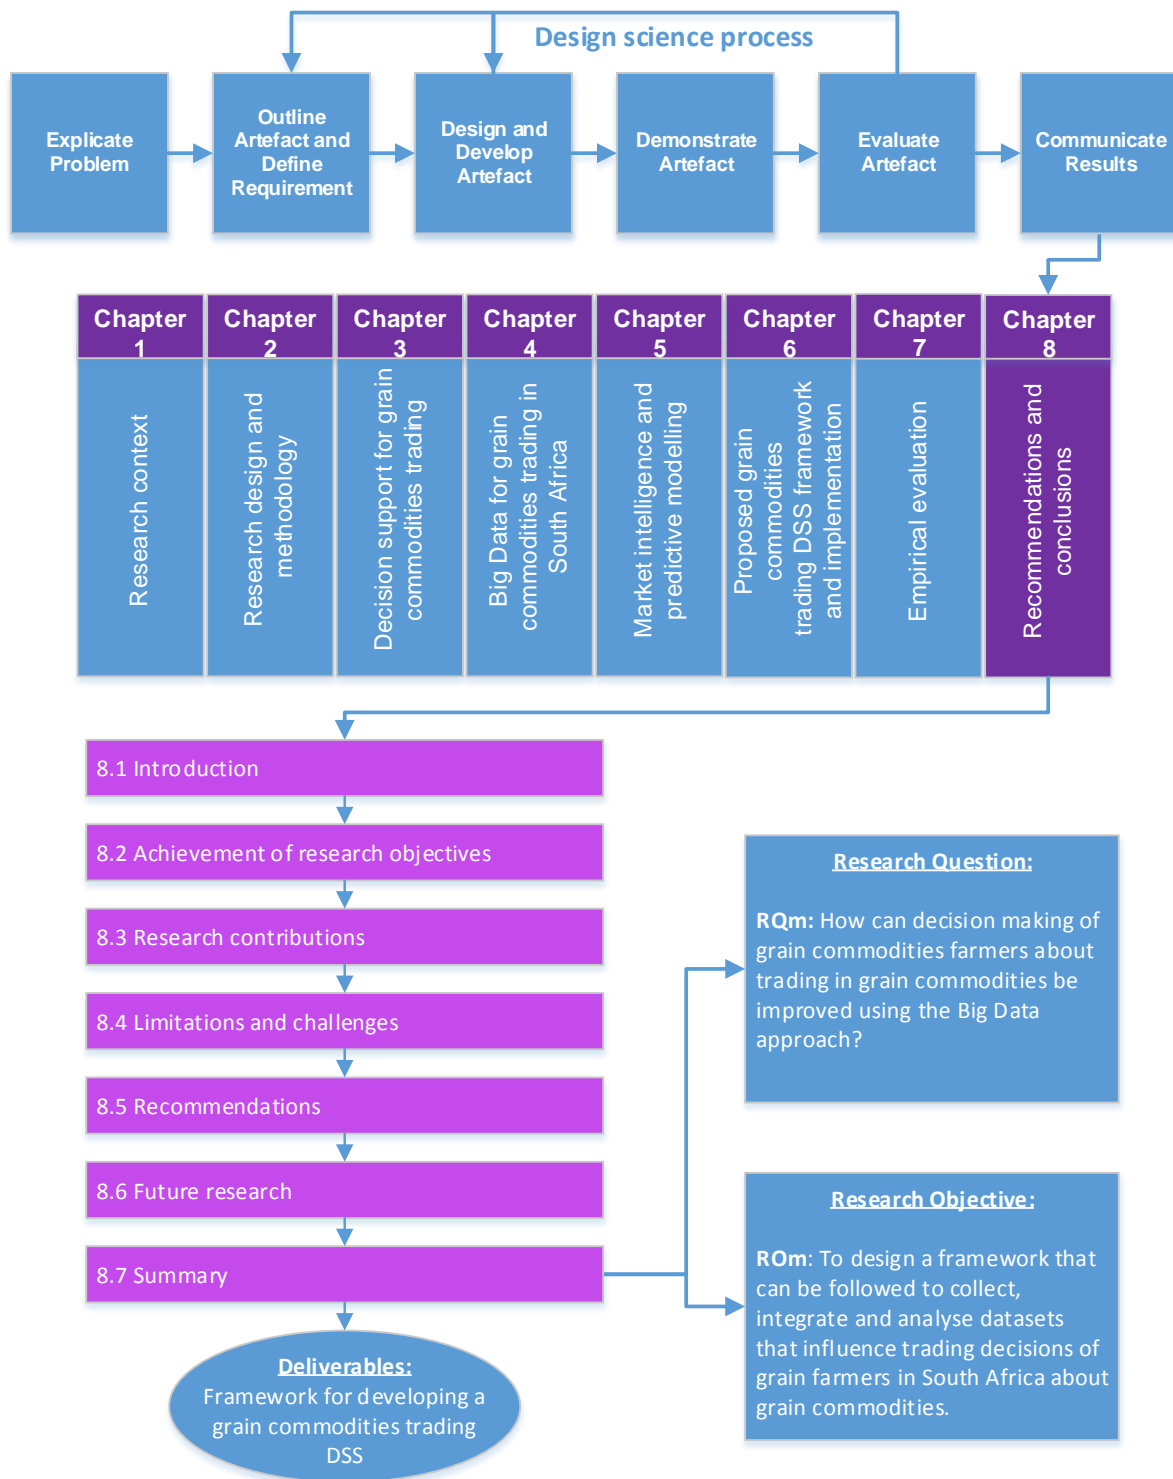 Design science process
Explicate
Problem
Outline
Artefact and
Define
Requirement
Design and
Develop
Artefact
Demonstrate
Artefact
Evaluate
Artefact
Communicate
Results
Chapter
1
Chapter
2
Chapter
3
Chapter
4
Chapter
5
Chapter
6
Chapter
7
Chapter
8
Research context
Research design and
methodology
Decision support for grain
commodities trading
Big Data for grain
commodities trading in
South Africa
Market intelligence and
predictive modelling
Proposed grain
commodities
trading DSS framework
and implementation
Empirical evaluation
Recommendations and
conclusions
8.1 Introduction
8.2 Achievement of research objectives
8.3 Research contributions
8.4 Limitations and challenges
8.5 Recommendations
8.6 Future research
8.7 Summary
Deliverables:
Framework for developing a
grain commodities trading
DSS
Research Question:
RQm: How can decision making of
grain commodities farmers about
trading in grain commodities be
improved using the Big Data
approach?
Research Objective:
ROm: To design a framework that
can be followed to collect,
integrate and analyse datasets
that influence trading decisions of
grain farmers in South Africa about
grain commodities.